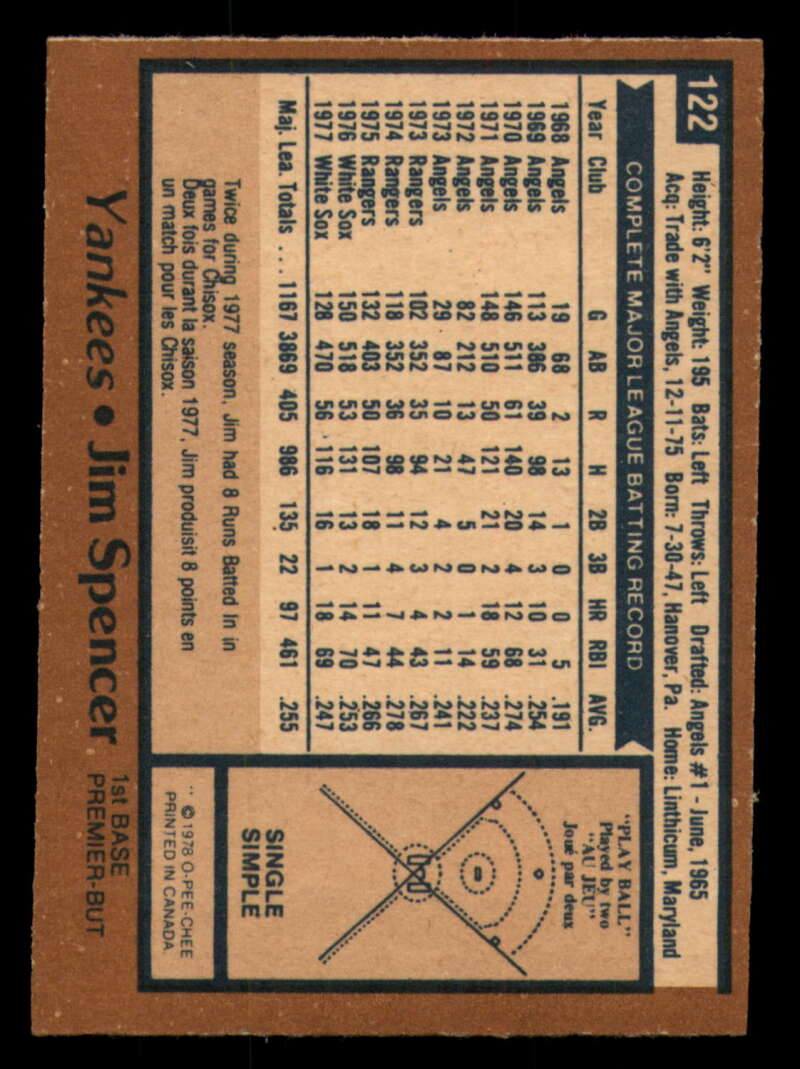 122
Height: 6'2" Weight: 195 Bats: Left Throws: Left Drafted: Angels #1 - June, 1965
Acq: Trade with Angels, 12-11-75 Born: 7-30-47, Hanover, Pa. Home: Linthicum, Maryland
COMPLETE MAJOR LEAGUE BATTING RECORD
Year Club G AB R H 2B 3B HR RBI AVG.
1968 Angels 19 68 2 13 1 0 0 5 .191
1969 Angels 113 386 39 98 14 3 10 31 .254
1970 Angels 146 511 61 140 20 4 12 68 .274
1971 Angels 148 510 50 121 21 2 18 59 .237
1972 Angels 82 212 13 47 5 0 1 14 .222
1973 Angels 29 87 10 21 4 2 2 11 .241
1973 Rangers 102 352 35 94 12 3 4 43 .267
1974 Rangers 118 352 36 98 11 4 7 44 .278
1975 Rangers 132 403 50 107 18 1 11 47 .266
1976 White Sox 150 518 53 131 13 2 14 70 .253
1977 White Sox 128 470 56 116 16 1 18 69 .247
Maj. Lea. Totals ... 1167 3869 405 986 135 22 97 461 .255
Twice during 1977 season, Jim had 8 Runs Batted In in
games for Chisox.
Deux fois durant la saison 1977, Jim produisit 8 points en
un match pour les Chisox.
"PLAY BALL"
Played by two
"AU JEU"
Joué par deux
SINGLE
SIMPLE
** © 1978 O-PEE-CHEE
PRINTED IN CANADA
Yankees • Jim Spencer
1st BASE
PREMIER-BUT